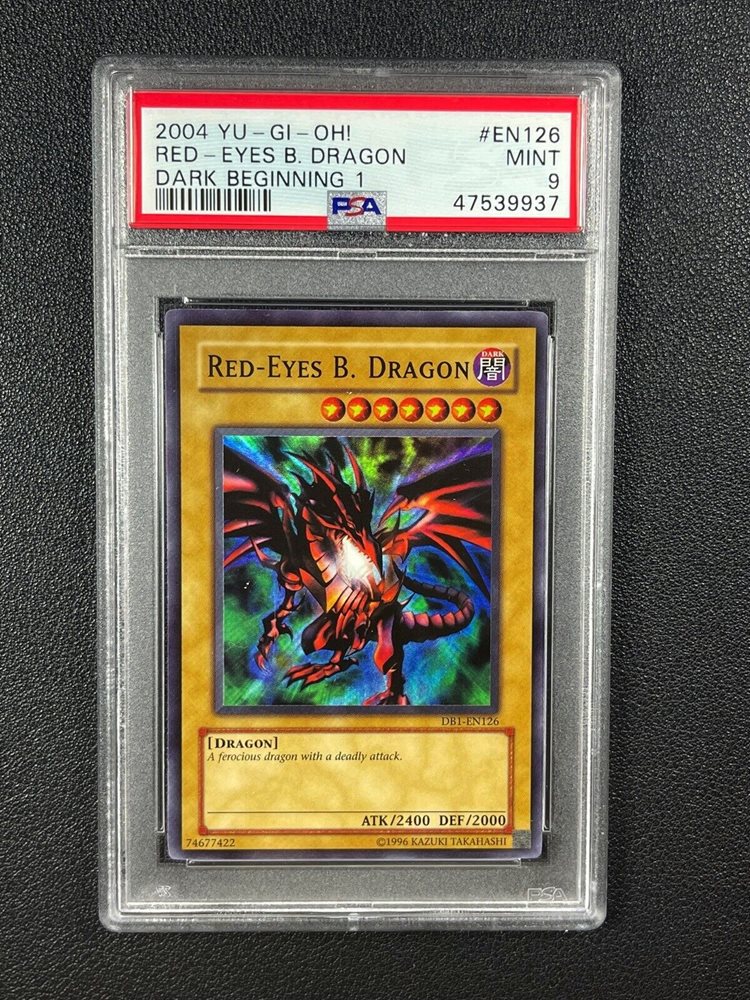 2004 YU-GI-OH! #EN126
RED-EYES B. DRAGON MINT
DARK BEGINNING 1 9
PSA 47539937
RED-EYES B. DRAGON
DARK
闇
DB1-EN126
[DRAGON]
A ferocious dragon with a deadly attack.
ATK/2400 DEF/2000
74677422 ©1996 KAZUKI TAKAHASHI
PSA